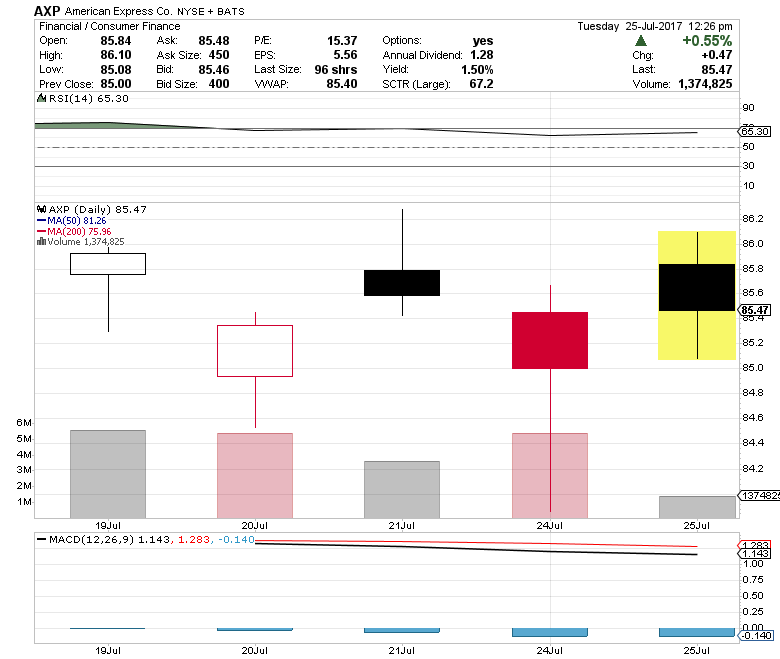 AXP American Express Co. NYSE + BATS
Financial / Consumer Finance Tuesday 25-Jul-2017 12:26 pm
Open: 85.84 Ask: 85.48 P/E: 15.37 Options: yes +0.55%
High: 86.10 Ask Size: 450 EPS: 5.56 Annual Dividend: 1.28 Chg: +0.47
Low: 85.08 Bid: 85.46 Last Size: 96 shrs Yield: 1.50% Last: 85.47
Prev Close: 85.00 Bid Size: 400 VWAP: 85.40 SCTR (Large): 67.2 Volume: 1,374,825
RSI(14) 65.30
90
70
65.30
50
30
10
AXP (Daily) 85.47
MA(50) 81.26
MA(200) 75.96
Volume 1,374,825
86.2
86.0
85.8
85.6
85.47
85.4
85.2
85.0
84.8
84.6
84.4
84.2
1374825
6M
5M
4M
3M
2M
1M
19Jul 20Jul 21Jul 24Jul 25Jul
MACD(12,26,9) 1.143, 1.283, -0.140
1.283
1.143
1.00
0.75
0.50
0.25
0.00
-0.140
19Jul 20Jul 21Jul 24Jul 25Jul